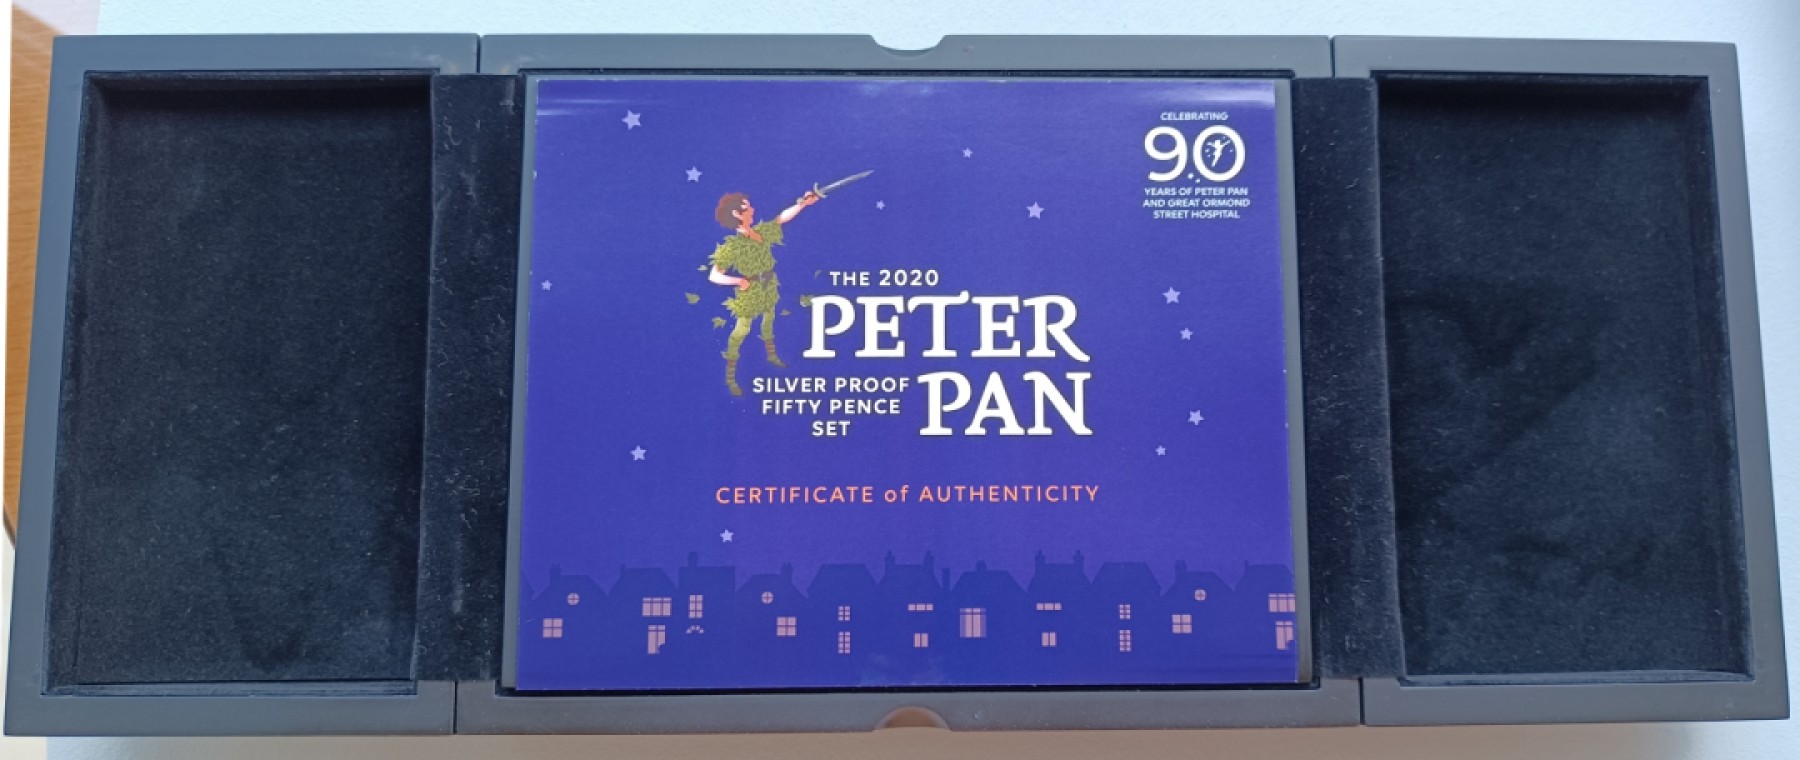 CELEBRATING
90
YEARS OF PETER PAN
AND GREAT ORMOND
STREET HOSPITAL
THE 2020
PETER
PAN
SILVER PROOF
FIFTY PENCE
SET
CERTIFICATE of AUTHENTICITY